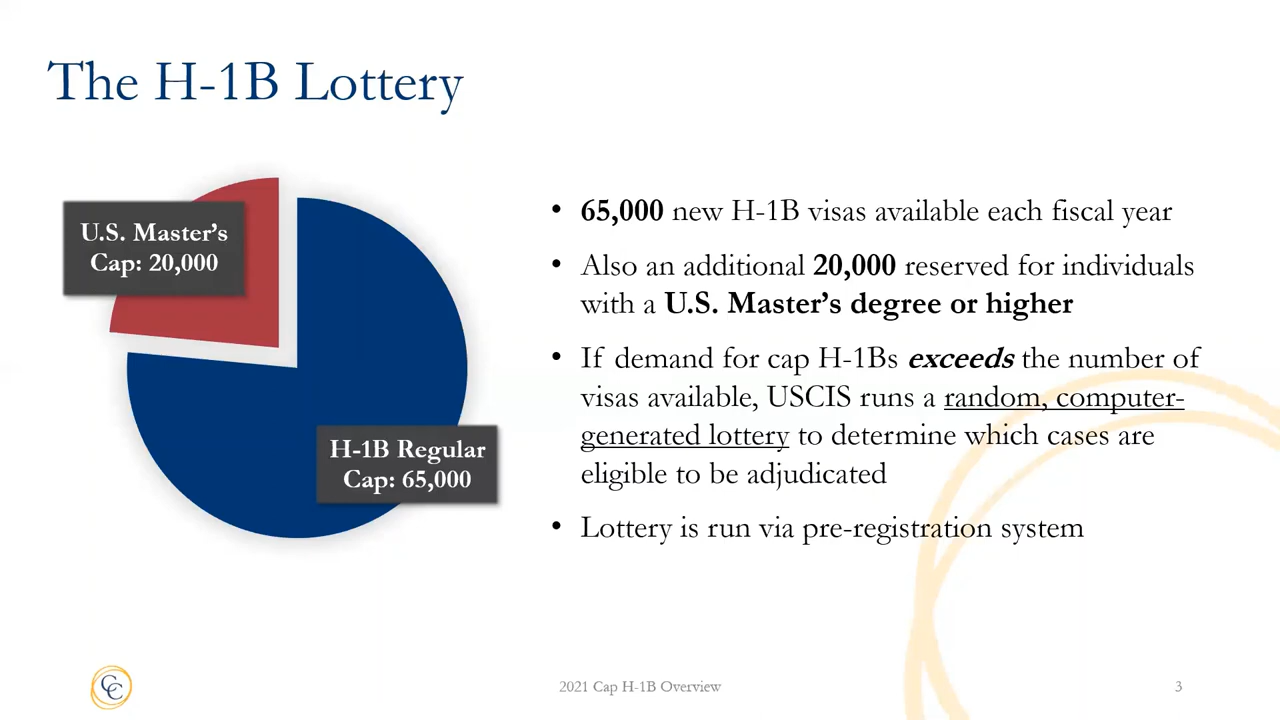 The H-1B Lottery
U.S. Master’s
Cap: 20,000
H-1B Regular
Cap: 65,000
• 65,000 new H-1B visas available each fiscal year
• Also an additional 20,000 reserved for individuals
with a U.S. Master’s degree or higher
• If demand for cap H-1Bs exceeds the number of
visas available, USCIS runs a random, computer-
generated lottery to determine which cases are
eligible to be adjudicated
• Lottery is run via pre-registration system
CC
2021 Cap H-1B Overview
3